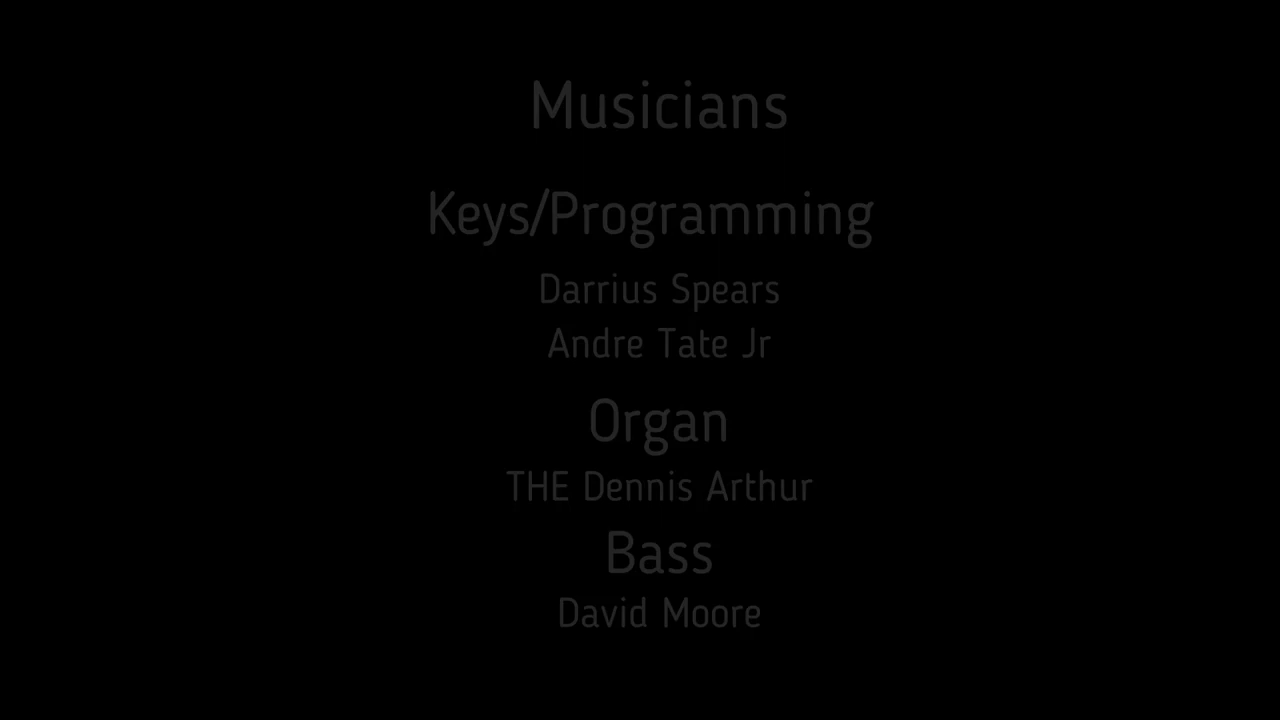 Musicians
Keys/Programming
Darrius Spears
Andre Tate Jr
Organ
THE Dennis Arthur
Bass
David Moore